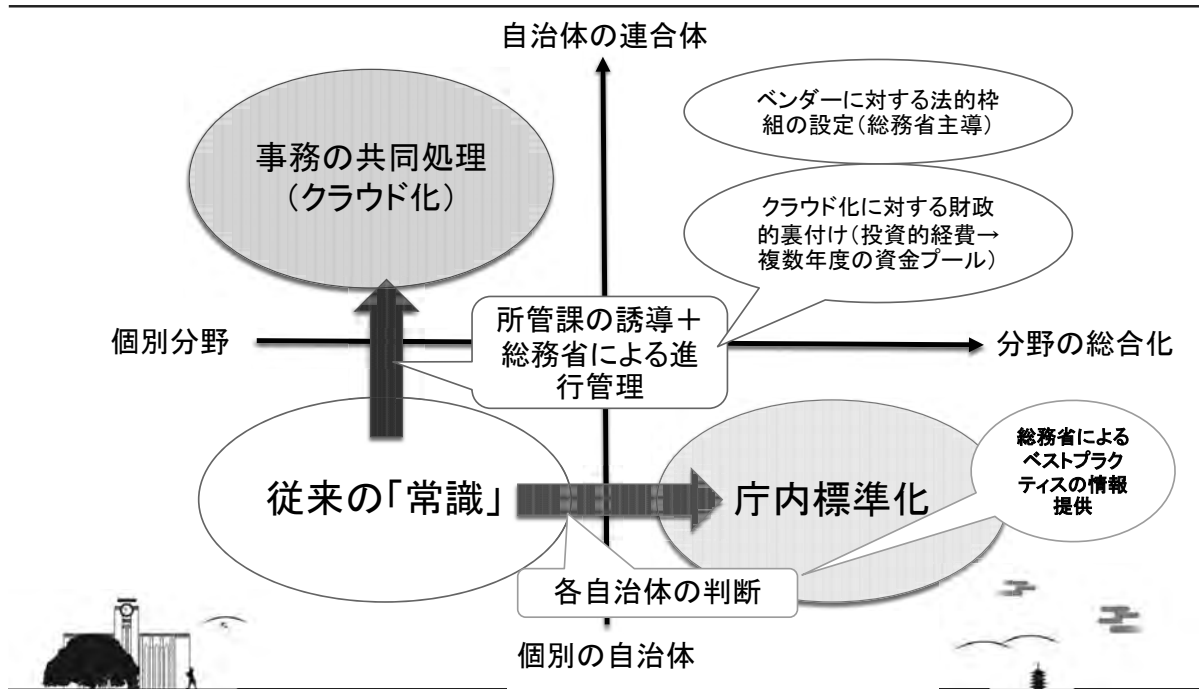 自治体の連合体
ベンダーに対する法的枠
組の設定(総務省主導)
事務の共同処理
(クラウド化)
クラウド化に対する財政
的裏付け(投資的経費→
複数年度の資金プール)
個別分野
所管課の誘導＋
総務省による進
行管理
分野の総合化
従来の「常識」
庁内標準化
総務省による
ベストプラク
ティスの情報
提供
各自治体の判断
個別の自治体